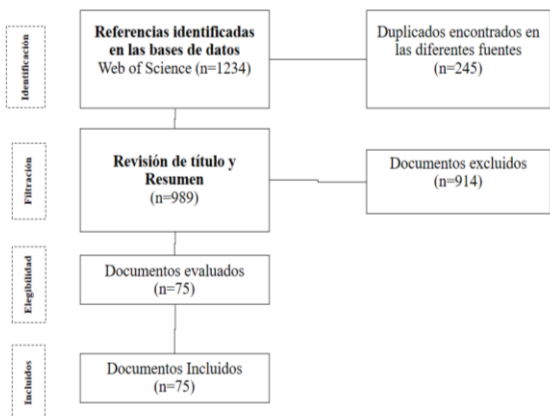 Identificación
Referencias identificadas
en las bases de datos
Web of Science (n=1234)
Duplicados encontrados en
las diferentes fuentes
(n=245)
Filtración
Revisión de título y
Resumen
(n=989)
Documentos excluidos
(n=914)
Elegibilidad
Documentos evaluados
(n=75)
Incluidos
Documentos Incluidos
(n=75)